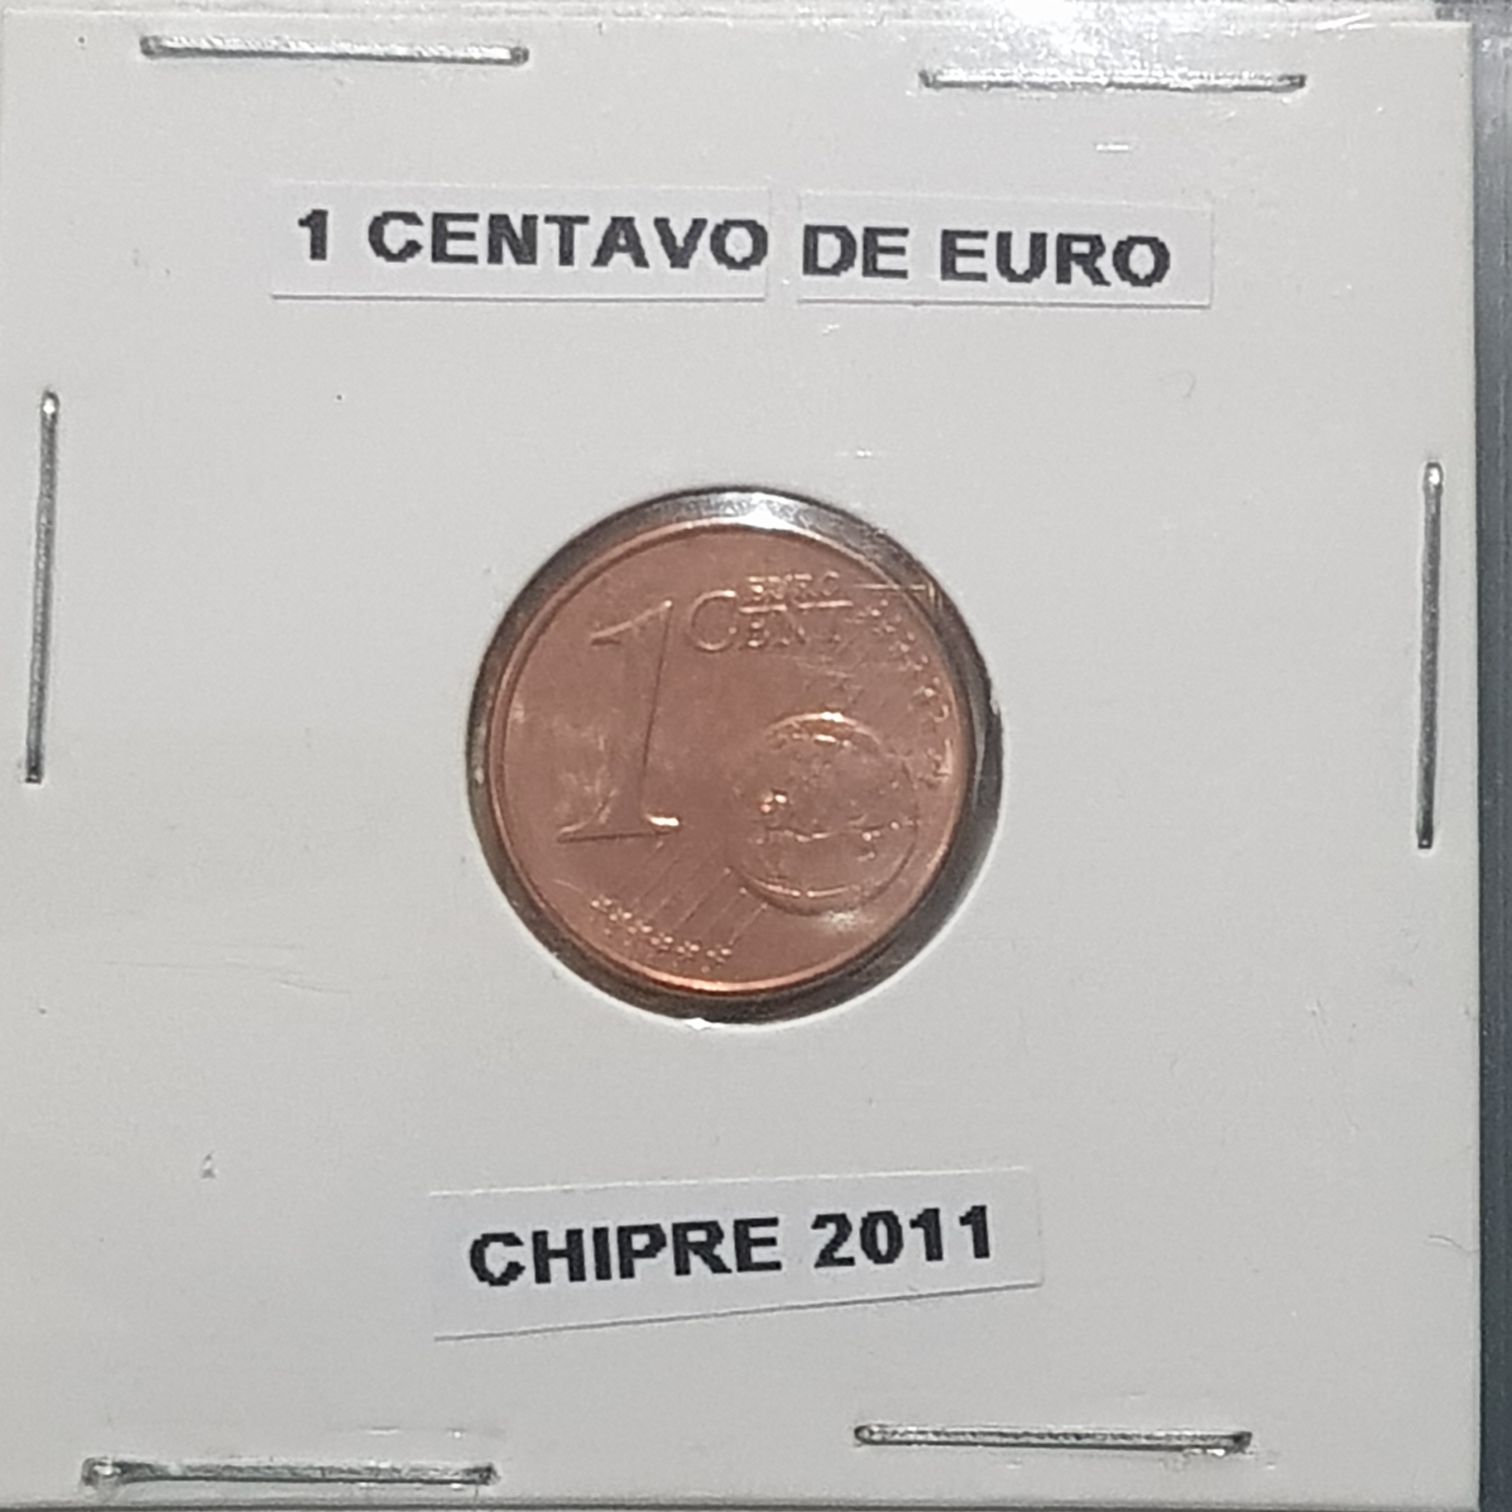 1 CENTAVO DE EURO
1 EURO
CENT
CHIPRE 2011